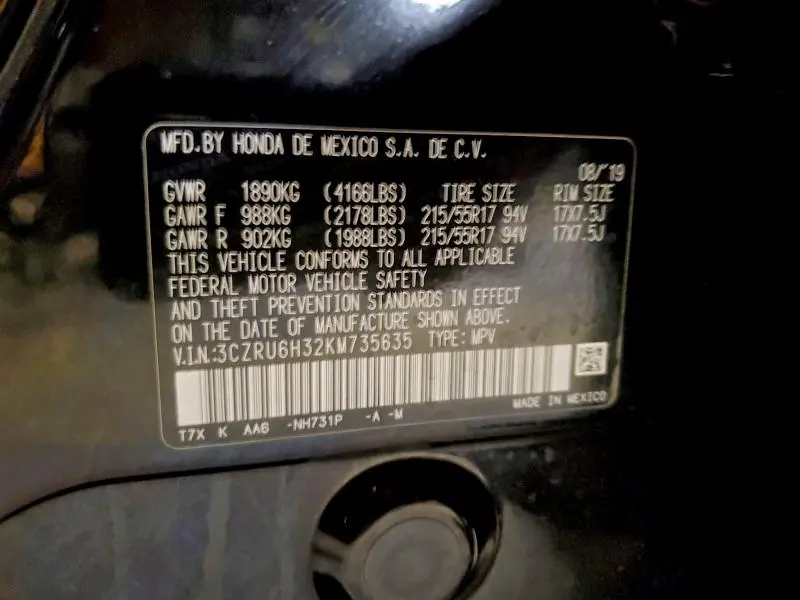 MFD.BY HONDA DE MEXICO S.A. DE C.V.
08/'19
GVWR 1890KG (4166LBS) TIRE SIZE RIM SIZE
GAWR F 988KG (2178LBS) 215/55R17 94V 17X7.5J
GAWR R 902KG (1988LBS) 215/55R17 94V 17X7.5J
THIS VEHICLE CONFORMS TO ALL APPLICABLE
FEDERAL MOTOR VEHICLE SAFETY
AND THEFT PREVENTION STANDARDS IN EFFECT
ON THE DATE OF MANUFACTURE SHOWN ABOVE.
V.I.N.:3CZRU6H32KM735635 TYPE: MPV
MADE IN MEXICO
T7X K AA6 -NH731P -A -M